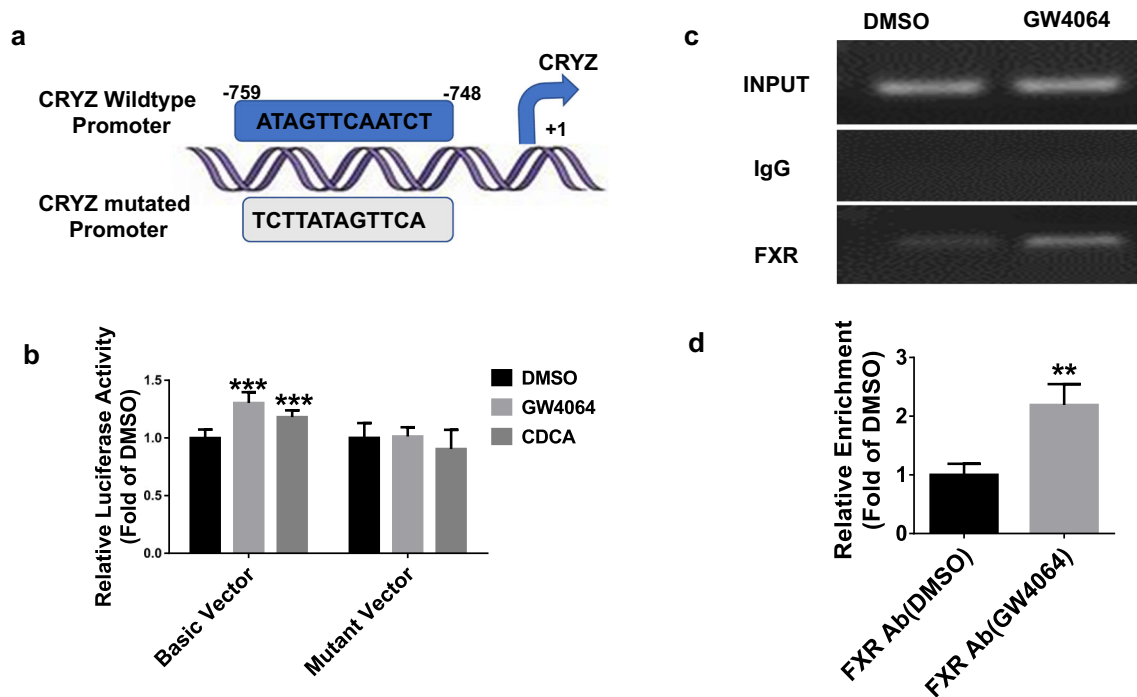 a
CRYZ Wildtype
Promoter
-759
-748
ATAGTTCAATCT
CRYZ
+1
CRYZ mutated
Promoter
TCTTATAGTTCA
b
Relative Luciferase Activity
(Fold of DMSO)
1.5
1.0
0.5
0.0
***
***
DMSO
GW4064
CDCA
Basic Vector
Mutant Vector
c
DMSO
GW4064
INPUT
IgG
FXR
d
Relative Enrichment
(Fold of DMSO)
3
2
1
0
**
FXR Ab(DMSO)
FXR Ab(GW4064)